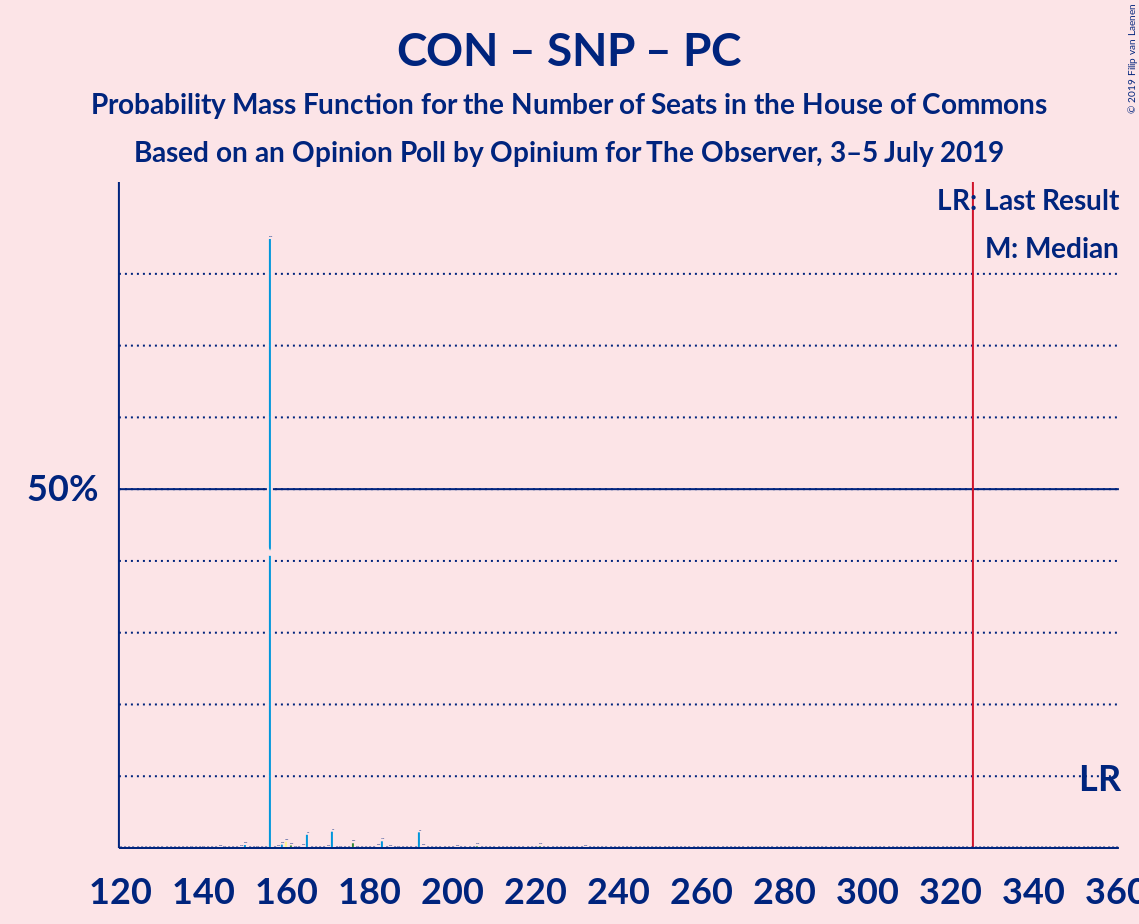 CON – SNP – PC
Probability Mass Function for the Number of Seats in the House of Commons
Based on an Opinion Poll by Opinium for The Observer, 3–5 July 2019
© 2019 Filip van Laenen
LR: Last Result
M: Median
50%
LR
120 140 160 180 200 220 240 260 280 300 320 340 360